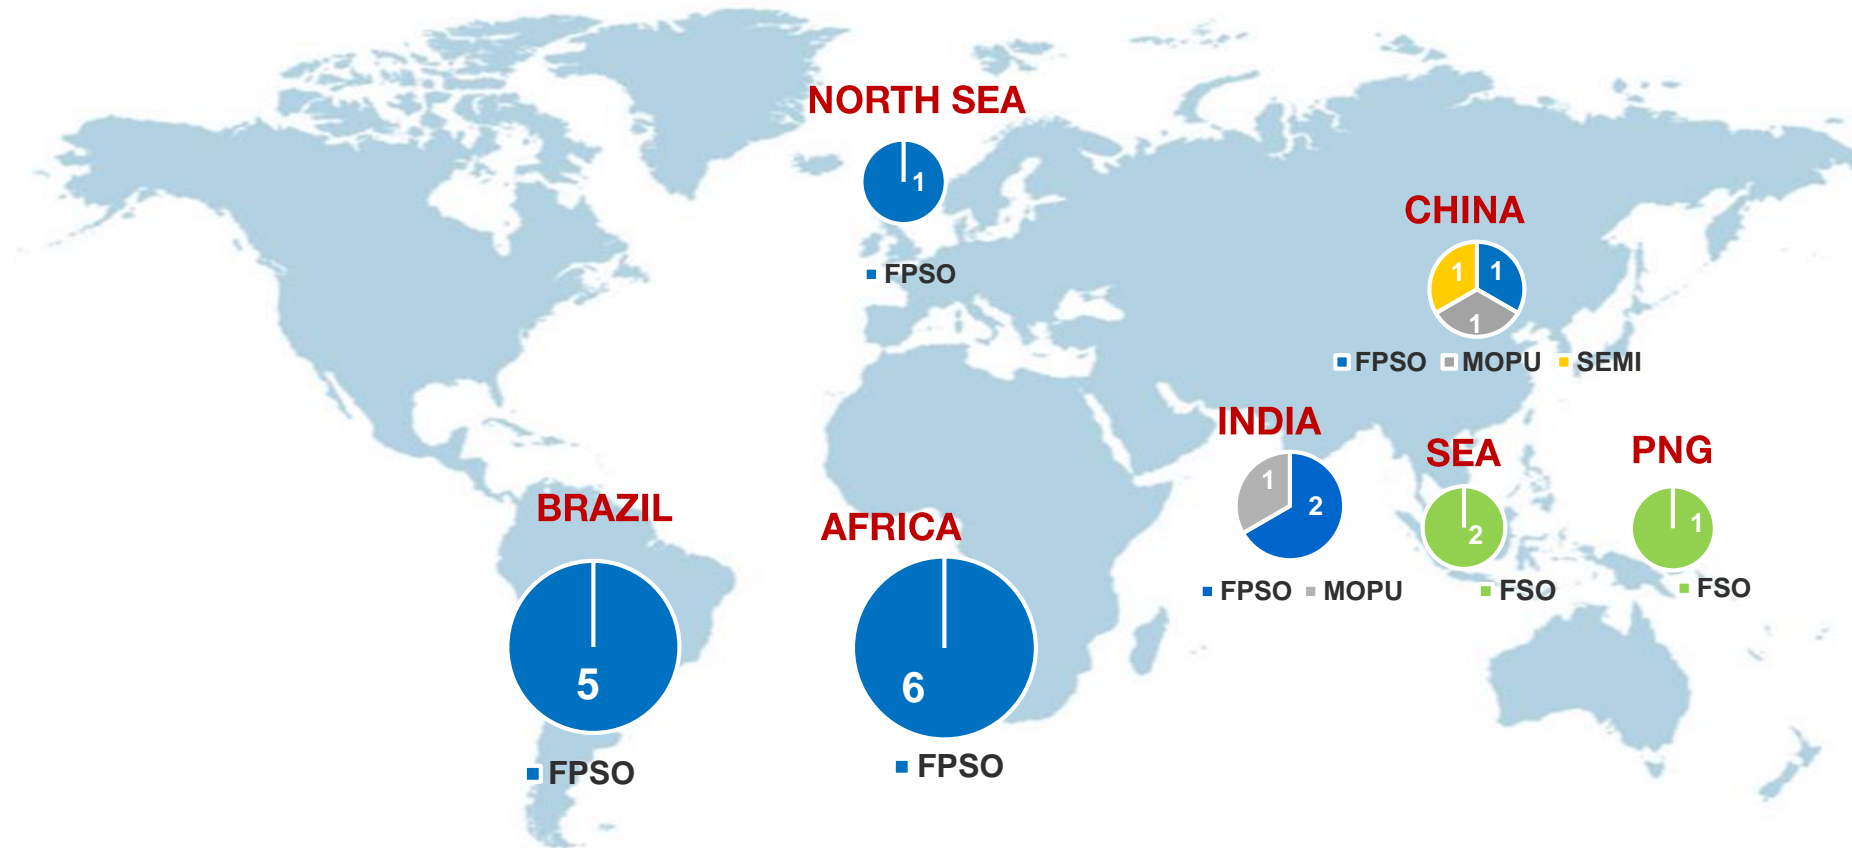 NORTH SEA
1
FPSO
CHINA
1 1
1
FPSO MOPU SEMI
INDIA
1
2
FPSO MOPU
SEA
2
FSO
PNG
1
FSO
BRAZIL
5
FPSO
AFRICA
6
FPSO